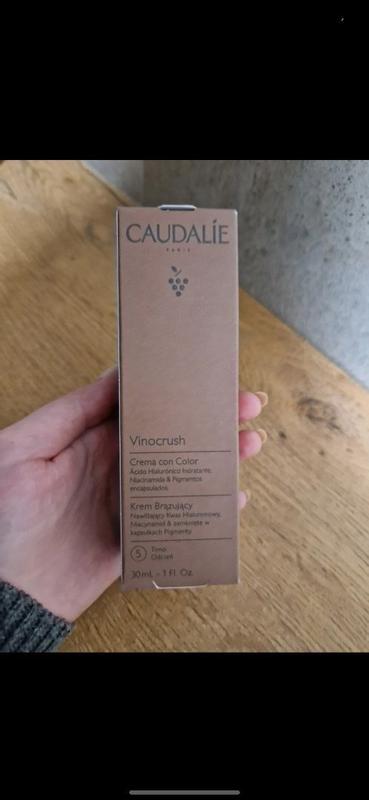 CAUDALÍE
PARIS
Vinocrush
Crema con Color
Ácido Hialurónico hidratante,
Niacinamida & Pigmentos
encapsulados
Krem Brązujący
Nawilżający Kwas Hialuronowy,
Niacynamid & zamknięte w
kapsułkach Pigmenty
5
Tono
Odcień
30 mL - 1 Fl. Oz.